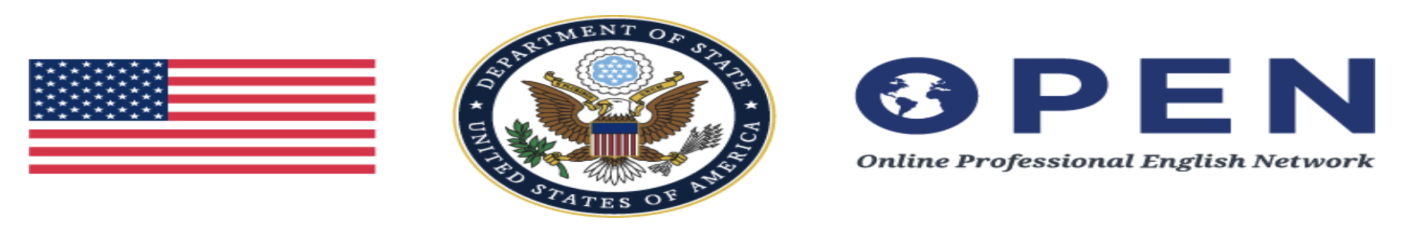 DEPARTMENT OF STATE
UNITED STATES OF AMERICA
OPEN
Online Professional English Network